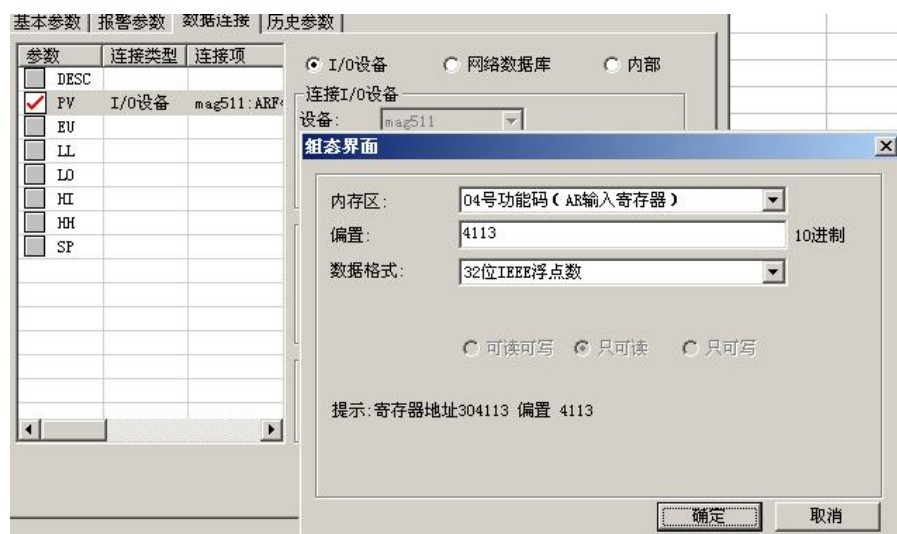 基本参数 报警参数 数据连接 历史参数
参数 连接类型 连接项
DESC
PV I/O设备 mag511:ARF4
EU
LL
LO
HI
HH
SP
I/O设备 网络数据库 内部
连接I/O设备
设备: mag511
组态界面
内存区: 04号功能码(AR输入寄存器)
偏置: 4113 10进制
数据格式: 32位IEEE浮点数
可读可写 只可读 只可写
提示:寄存器地址304113 偏置 4113
确定 取消